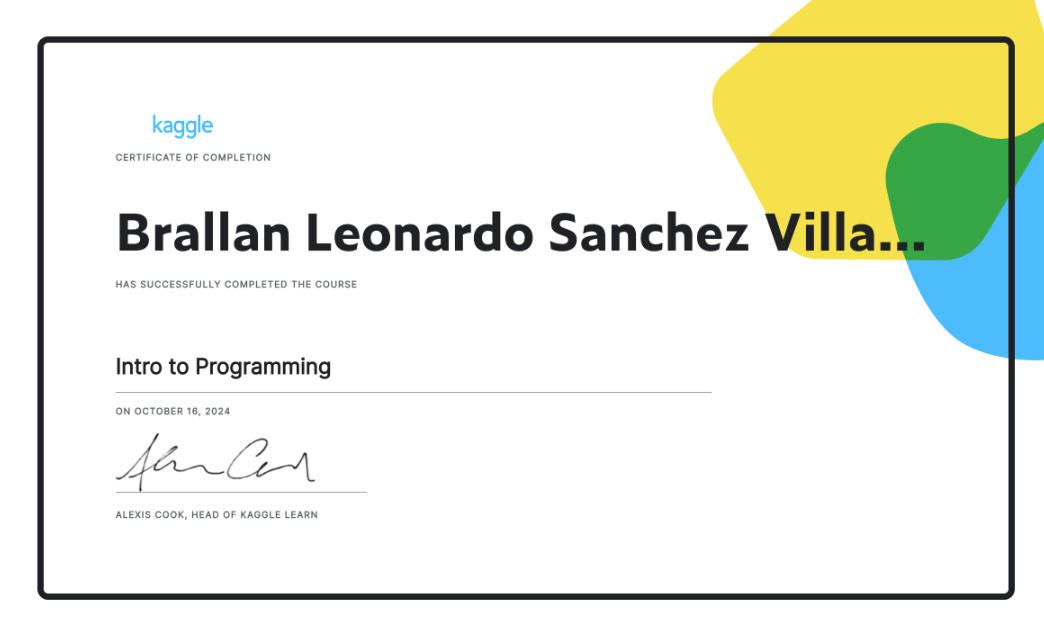 kaggle
CERTIFICATE OF COMPLETION
Brallan Leonardo Sanchez Villa...
HAS SUCCESSFULLY COMPLETED THE COURSE
Intro to Programming
ON OCTOBER 16, 2024
ALEXIS COOK, HEAD OF KAGGLE LEARN